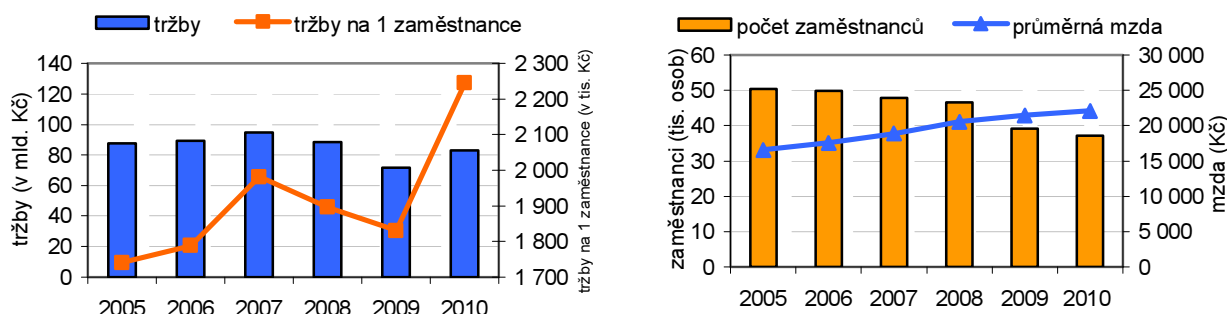 tržby
tržby na 1 zaměstnance
tržby (v mld. Kč)
140
120
100
80
60
40
20
0
2 300
2 200
2 100
2 000
1 900
1 800
1 700
tržby na 1 zaměstnance (v tis. Kč)
2005 2006 2007 2008 2009 2010
počet zaměstnanců
průměrná mzda
zaměstnanci (tis. osob)
60
50
40
30
20
10
0
30 000
25 000
20 000
15 000
10 000
5 000
0
mzda (Kč)
2005 2006 2007 2008 2009 2010